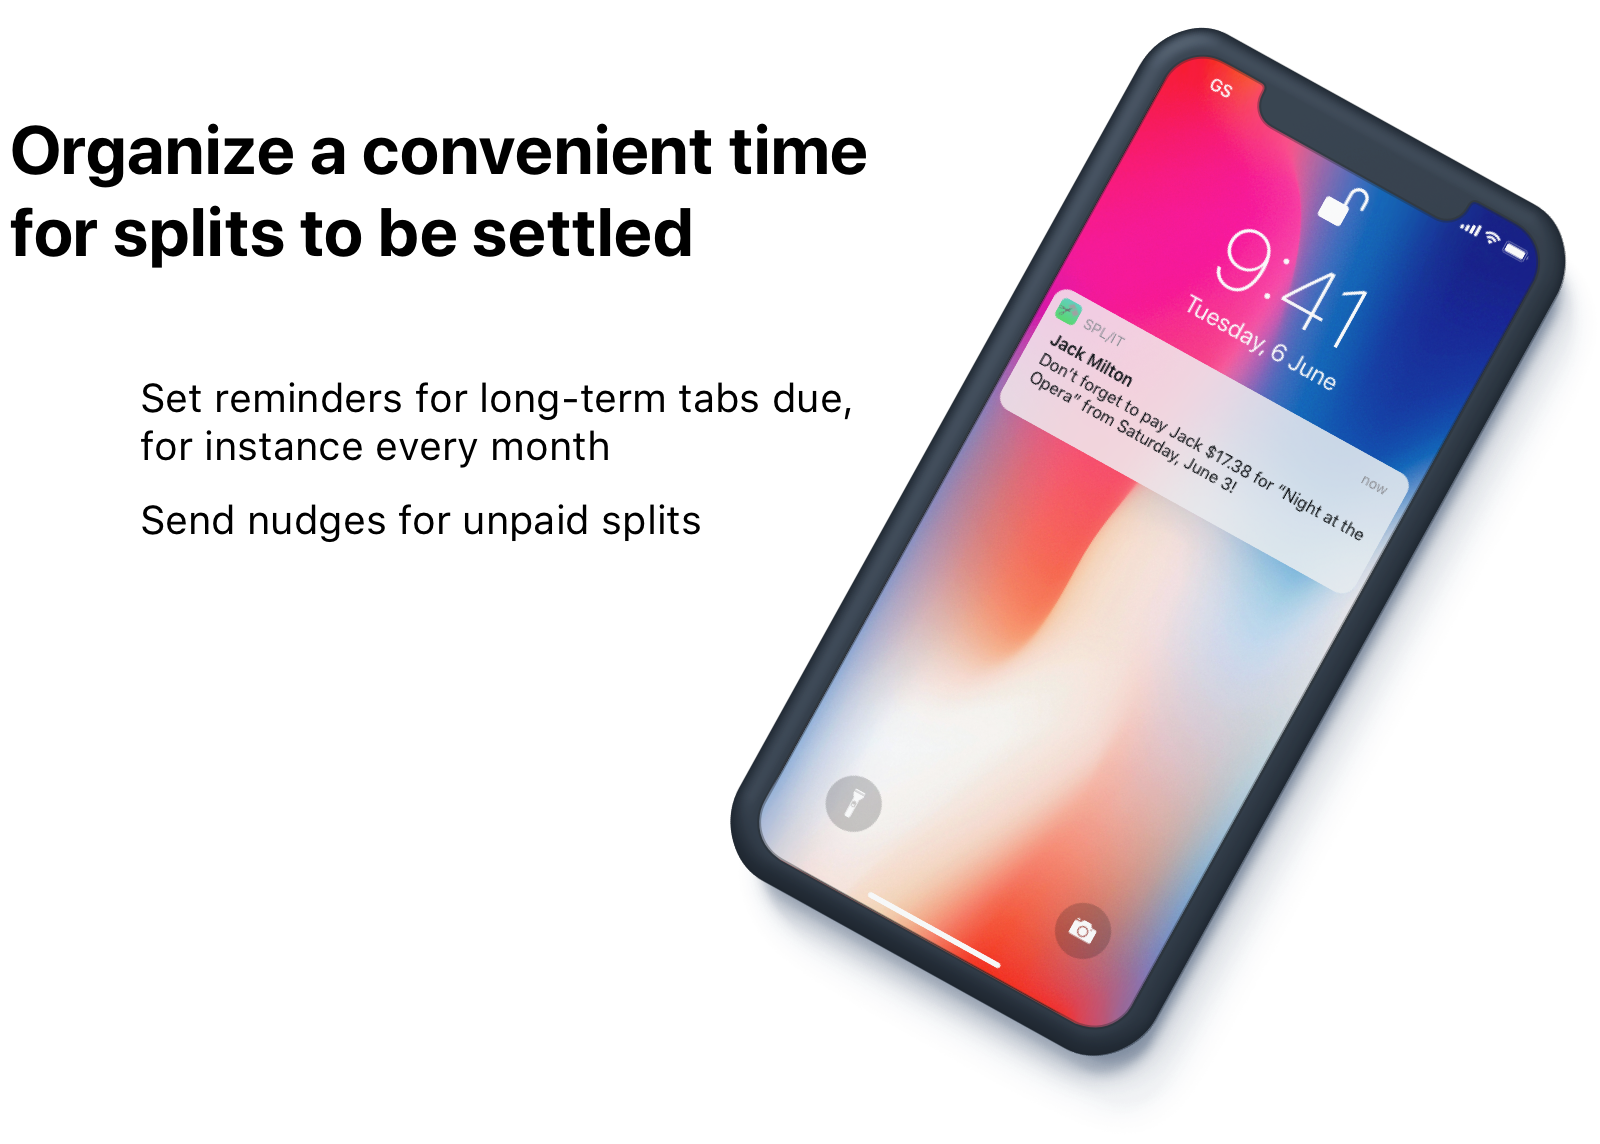 Organize a convenient time
for splits to be settled
Set reminders for long-term tabs due,
for instance every month
Send nudges for unpaid splits
GS
9:41
Tuesday, 6 June
SPL/IT
now
Jack Milton
Don't forget to pay Jack $17.38 for “Night at the
Opera” from Saturday, June 3!